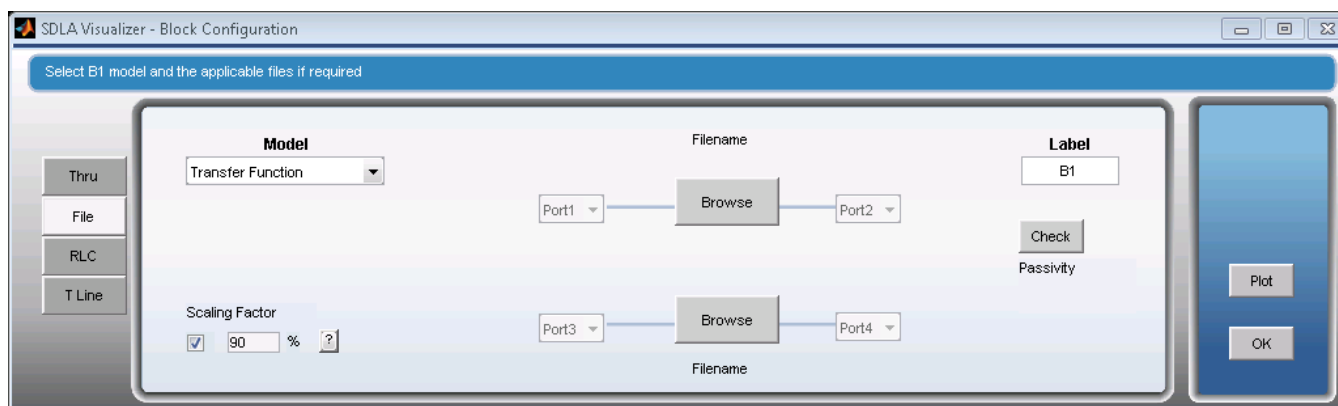 SDLA Visualizer - Block Configuration
Select B1 model and the applicable files if required
Thru
File
RLC
T Line
Model
Transfer Function
Scaling Factor
90 % ?
Filename
Port1 Browse Port2
Port3 Browse Port4
Filename
Label
B1
Check
Passivity
Plot
OK